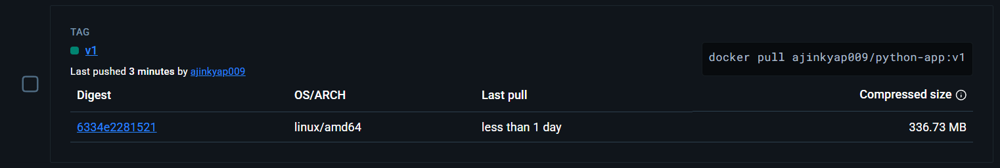 TAG
v1
Last pushed 3 minutes by ajinkyap009
docker pull ajinkyap009/python-app:v1
Digest OS/ARCH Last pull Compressed size
6334e2281521 linux/amd64 less than 1 day 336.73 MB